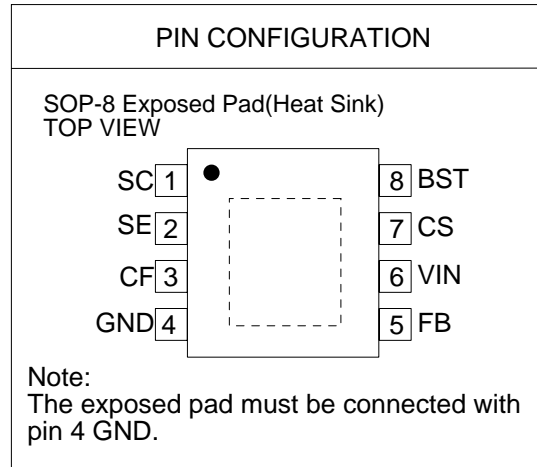 PIN CONFIGURATION
SOP-8 Exposed Pad(Heat Sink)
TOP VIEW
SC 1 8 BST
SE 2 7 CS
CF 3 6 VIN
GND 4 5 FB
Note:
The exposed pad must be connected with
pin 4 GND.